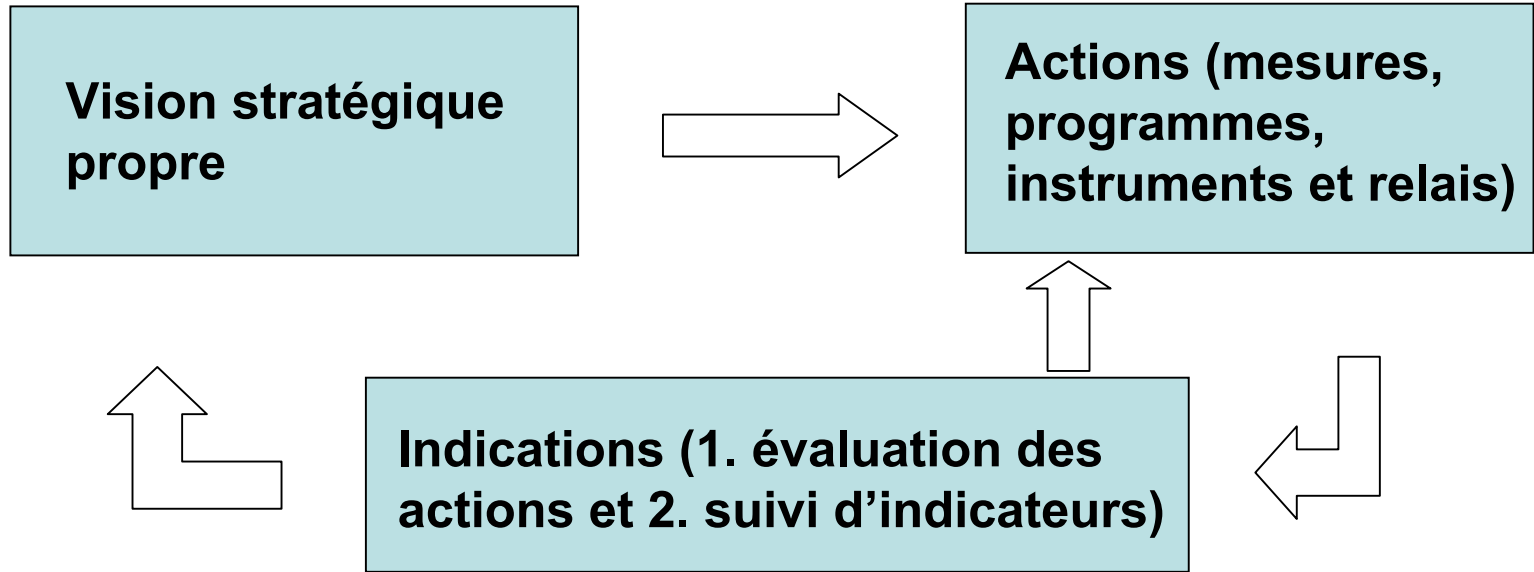 Vision stratégique
propre
Actions (mesures,
programmes,
instruments et relais)
Indications (1. évaluation des
actions et 2. suivi d’indicateurs)